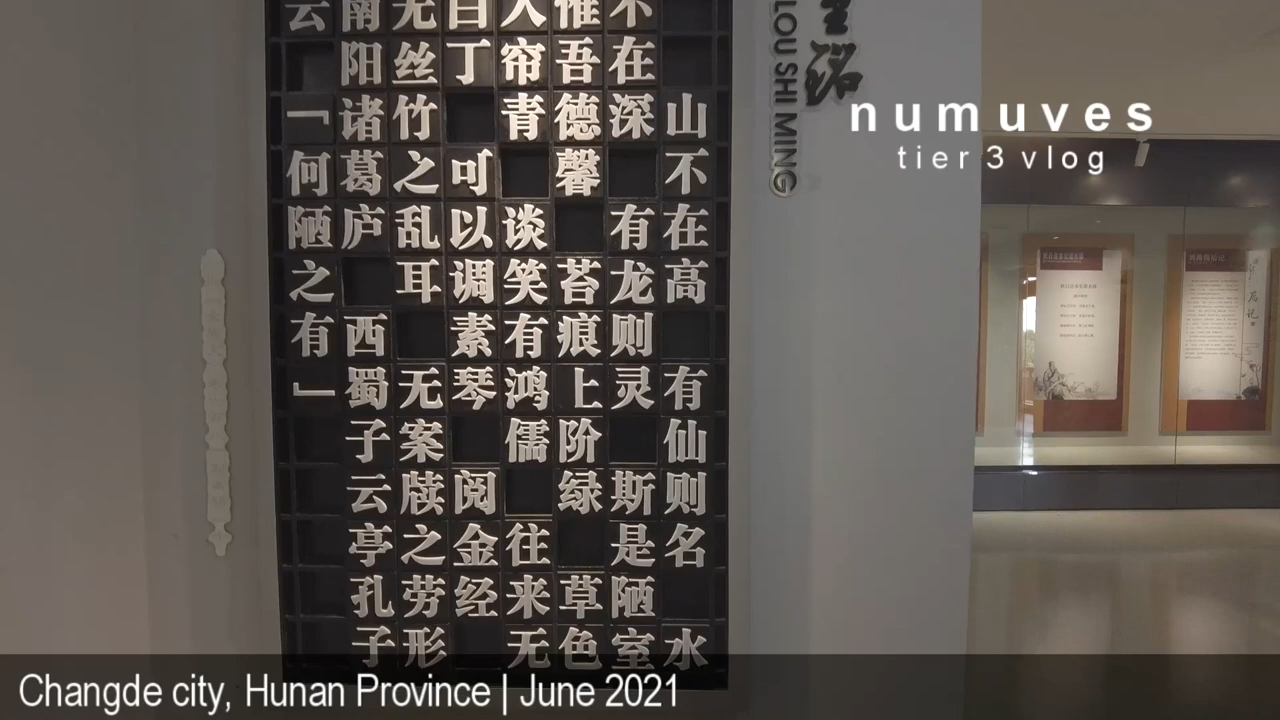 山不在高 有仙则名 水
不在深 有龙则灵 斯是陋室
惟吾德馨 苔痕上阶绿 草色
入帘青 谈笑有鸿儒 往来无
白丁 可以调素琴 阅金经
无丝竹之乱耳 无案牍之劳形
南阳诸葛庐 西蜀子云亭 孔子
云 「何陋之有」
室铭
LOU SHI MING
numuves
tier 3 vlog
Changde city, Hunan Province | June 2021